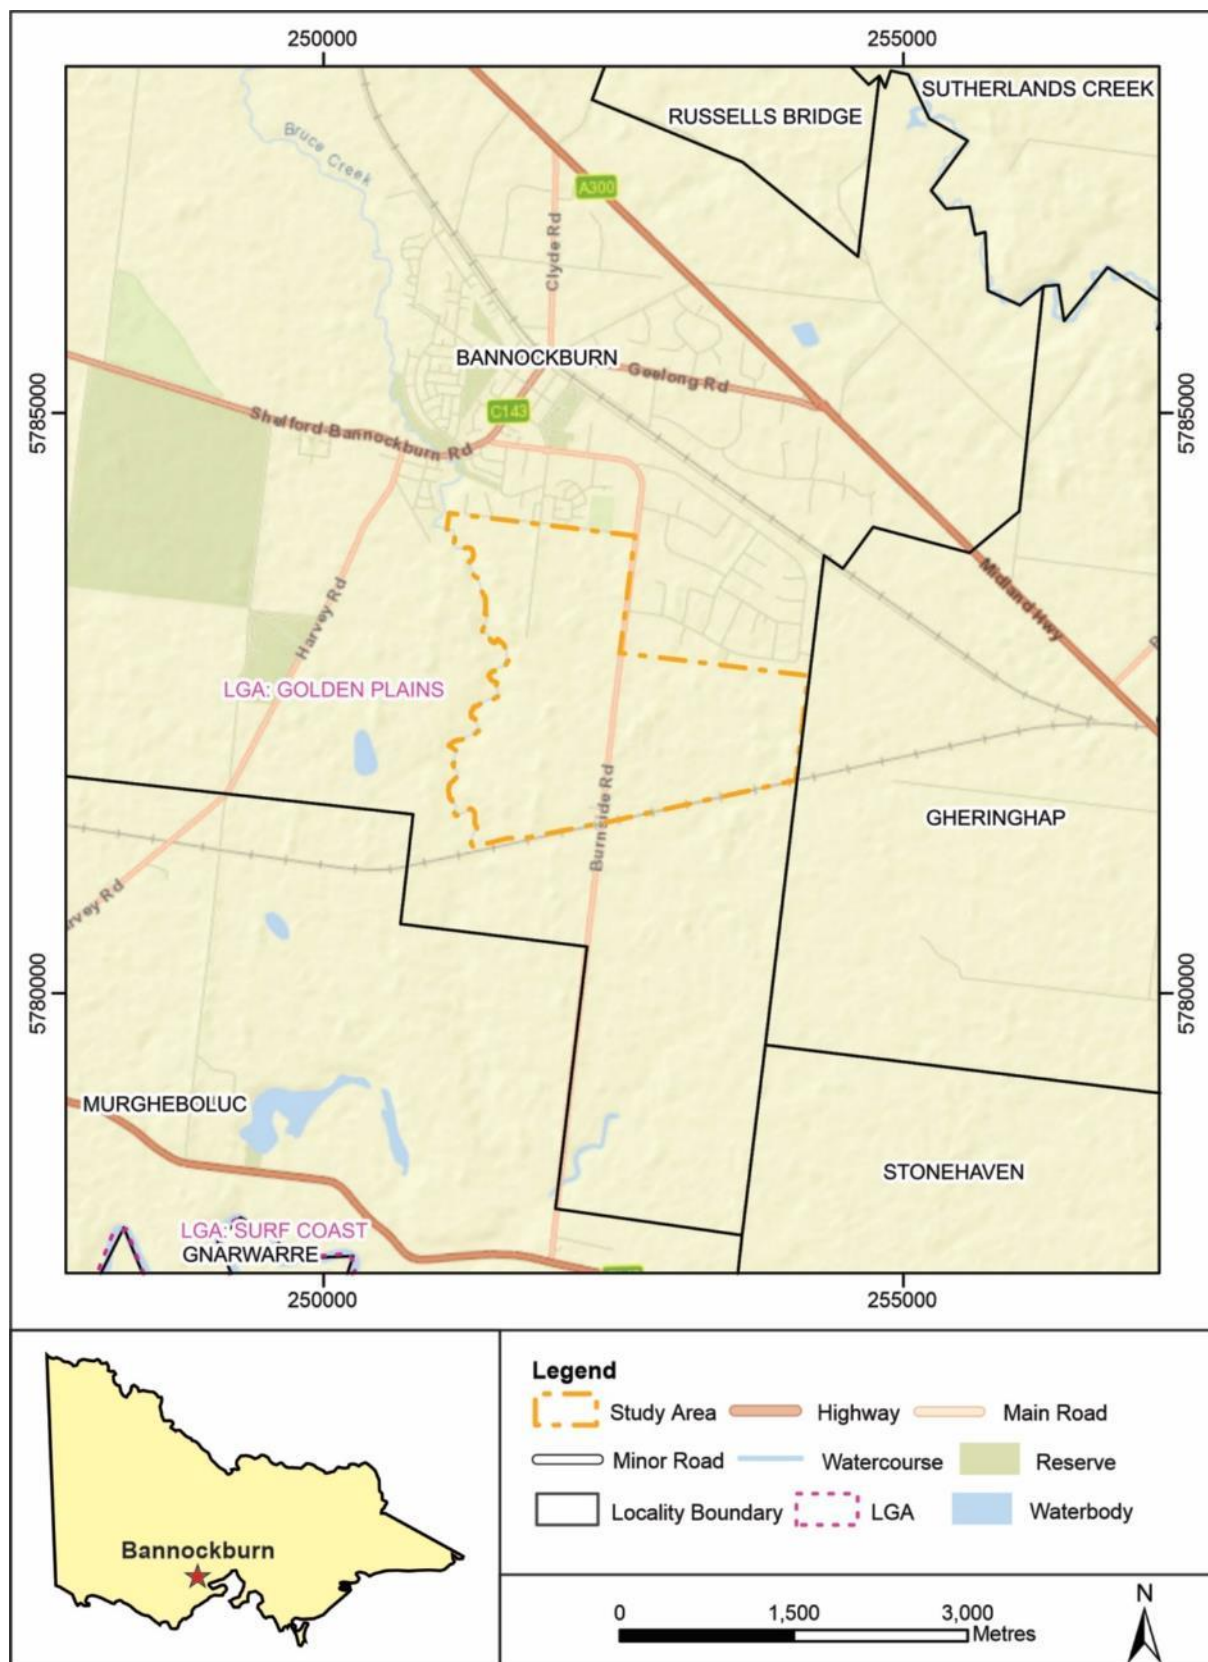 250000
255000
SUTHERLANDS CREEK
RUSSELLS BRIDGE
Bruce Creek
A300
Clyde Rd
BANNOCKBURN
Geelong Rd
5785000
5785000
C143
Shelford-Bannockburn Rd
Harvey Rd
Midland Hwy
LGA: GOLDEN PLAINS
Burnside Rd
GHERINGHAP
arvey Rd
5780000
5780000
MURGHEBOLUC
STONEHAVEN
LGA: SURF COAST
GNARWARRE
250000
255000
Bannockburn
Legend
Study Area
Highway
Main Road
Minor Road
Watercourse
Reserve
Locality Boundary
LGA
Waterbody
0
1,500
3,000
Metres
N